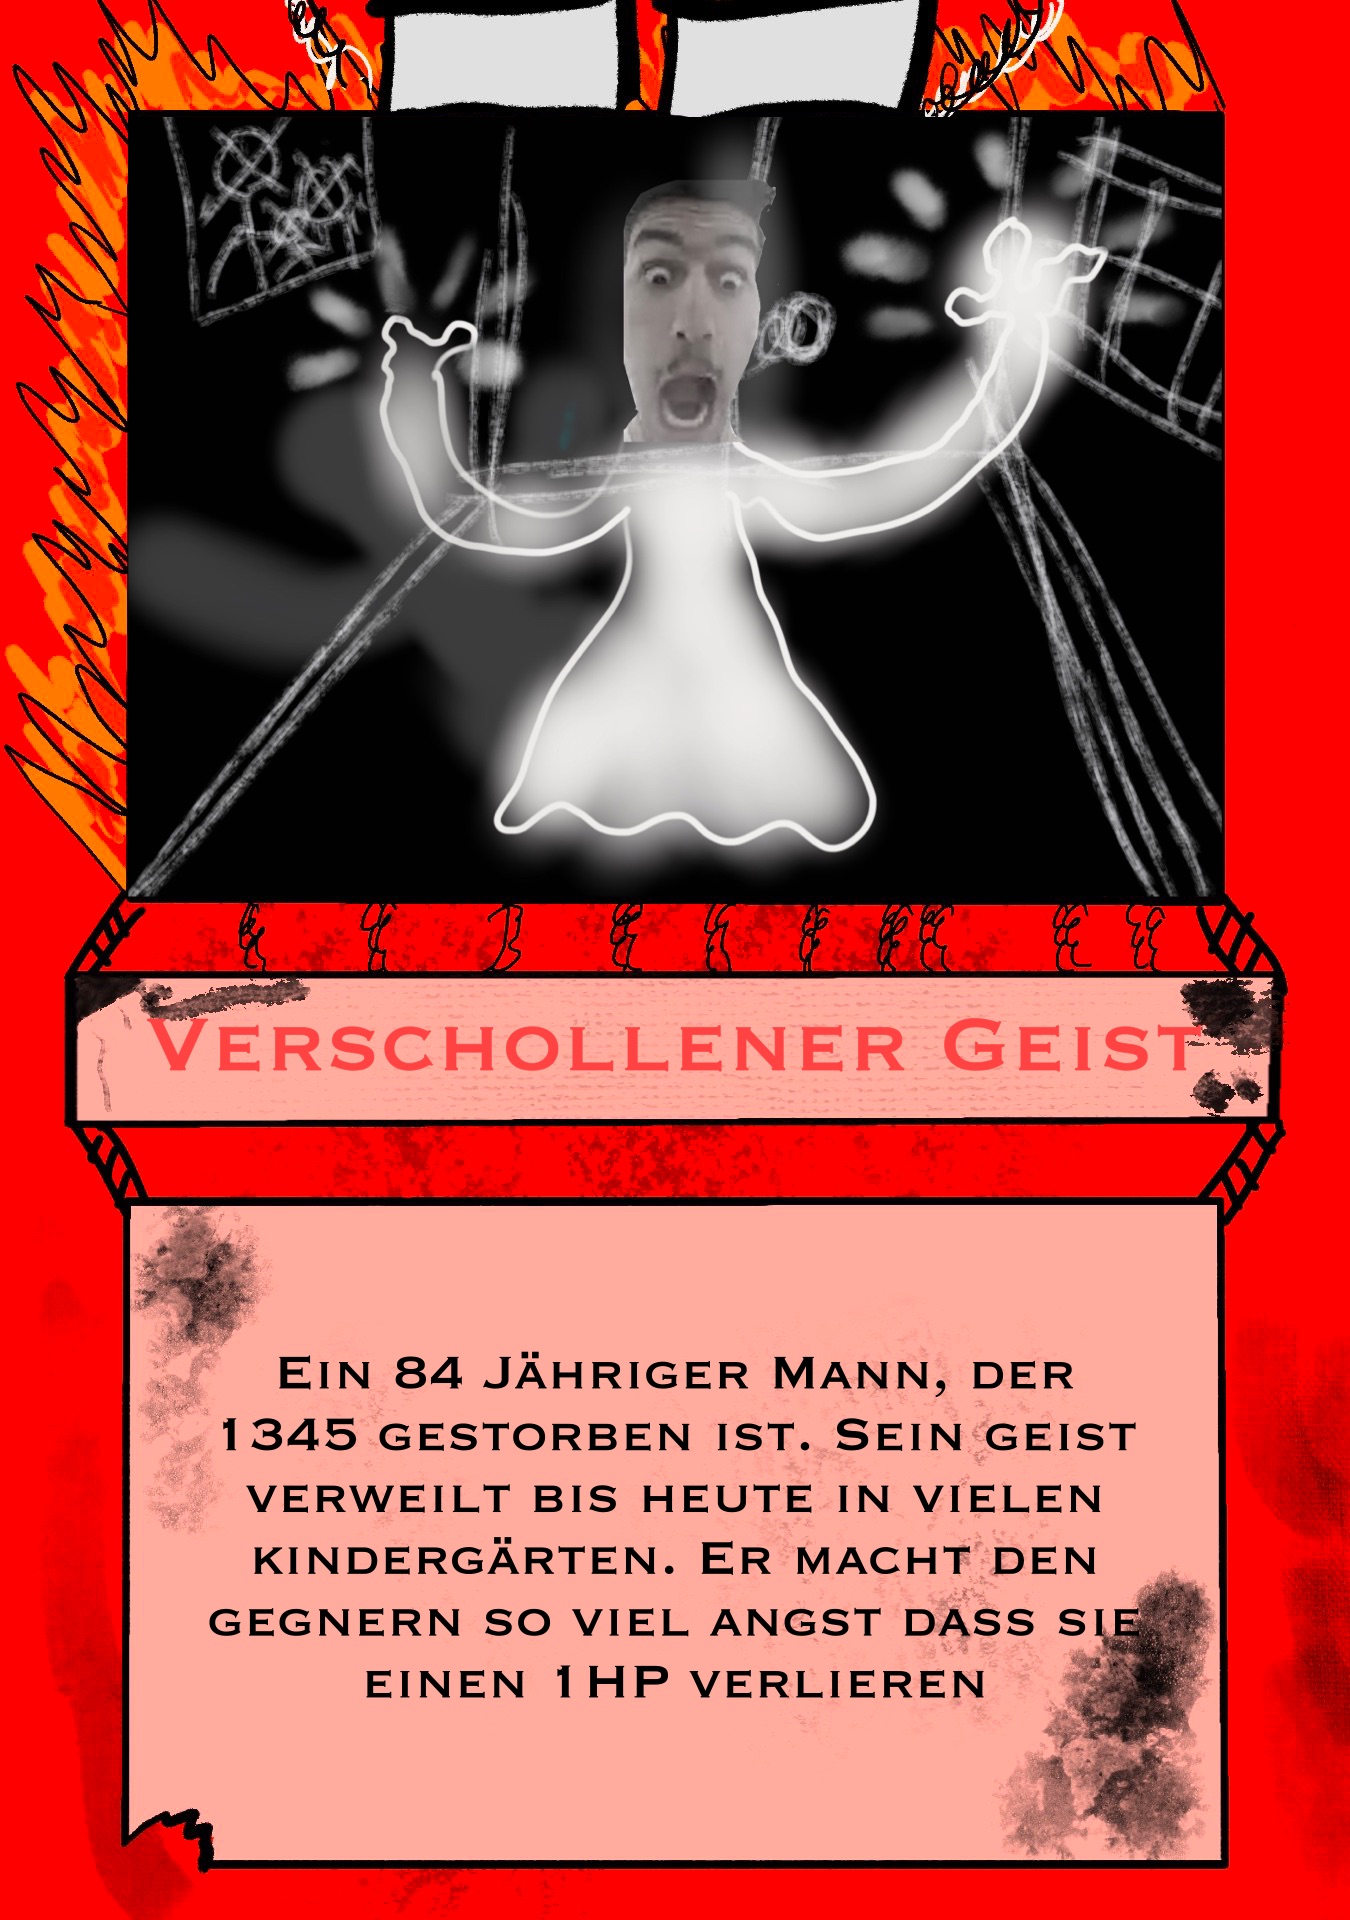 Verschollener Geist
Ein 84 Jähriger Mann, der
1345 gestorben ist. Sein geist
verweilt bis heute in vielen
kindergärten. Er macht den
gegnern so viel angst dass sie
einen 1HP verlieren